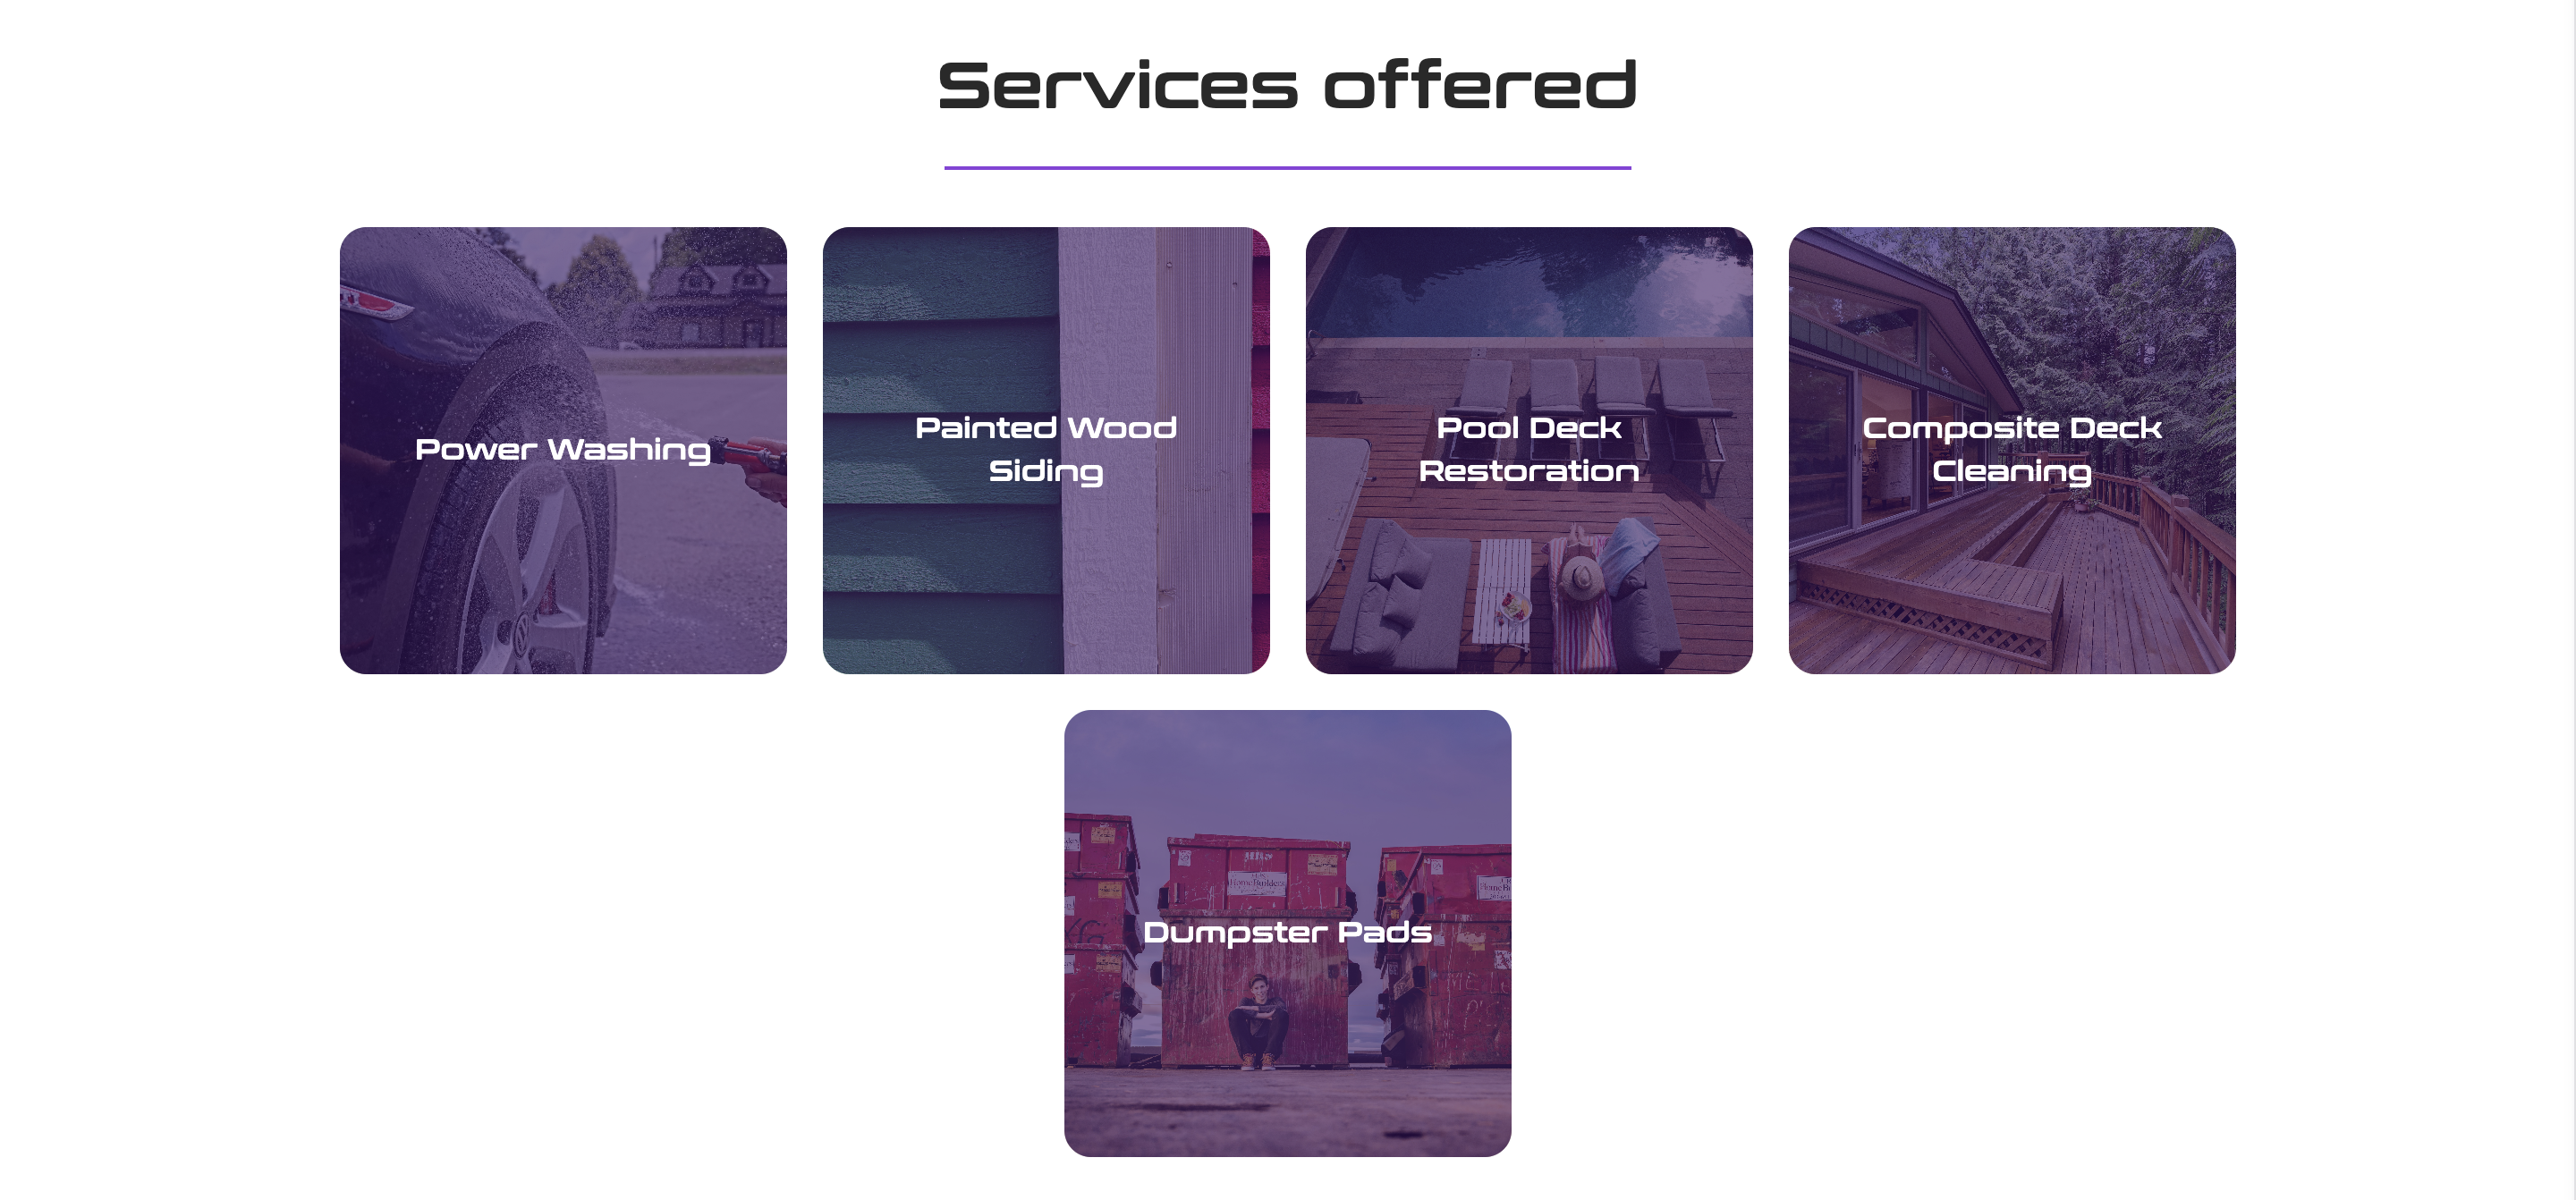 Services offered
Power Washing
Painted Wood
Siding
Pool Deck
Restoration
Composite Deck
Cleaning
Dumpster Pads